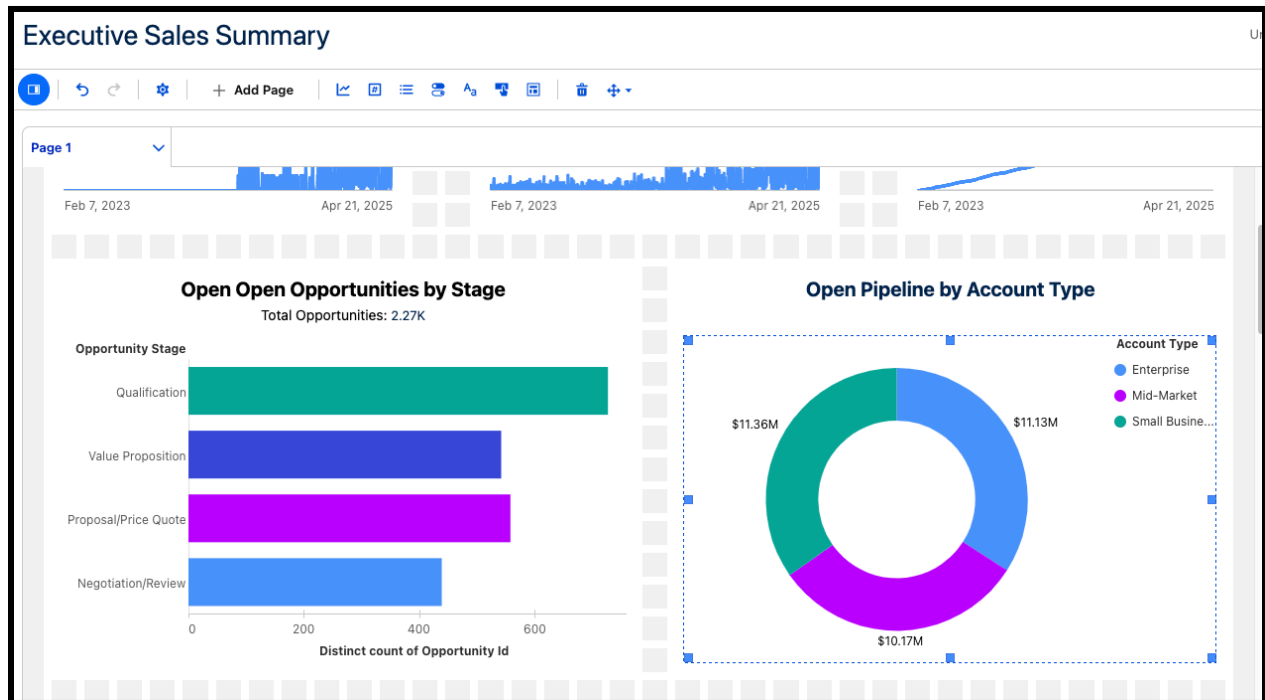 Executive Sales Summary
Add Page
Page 1
Feb 7, 2023 Apr 21, 2025 Feb 7, 2023 Apr 21, 2025 Feb 7, 2023 Apr 21, 2025
Open Open Opportunities by Stage
Total Opportunities: 2.27K
Opportunity Stage
Qualification
Value Proposition
Proposal/Price Quote
Negotiation/Review
0 200 400 600
Distinct count of Opportunity Id
Open Pipeline by Account Type
Account Type
Enterprise
Mid-Market
Small Busine...
$11.36M
$11.13M
$10.17M